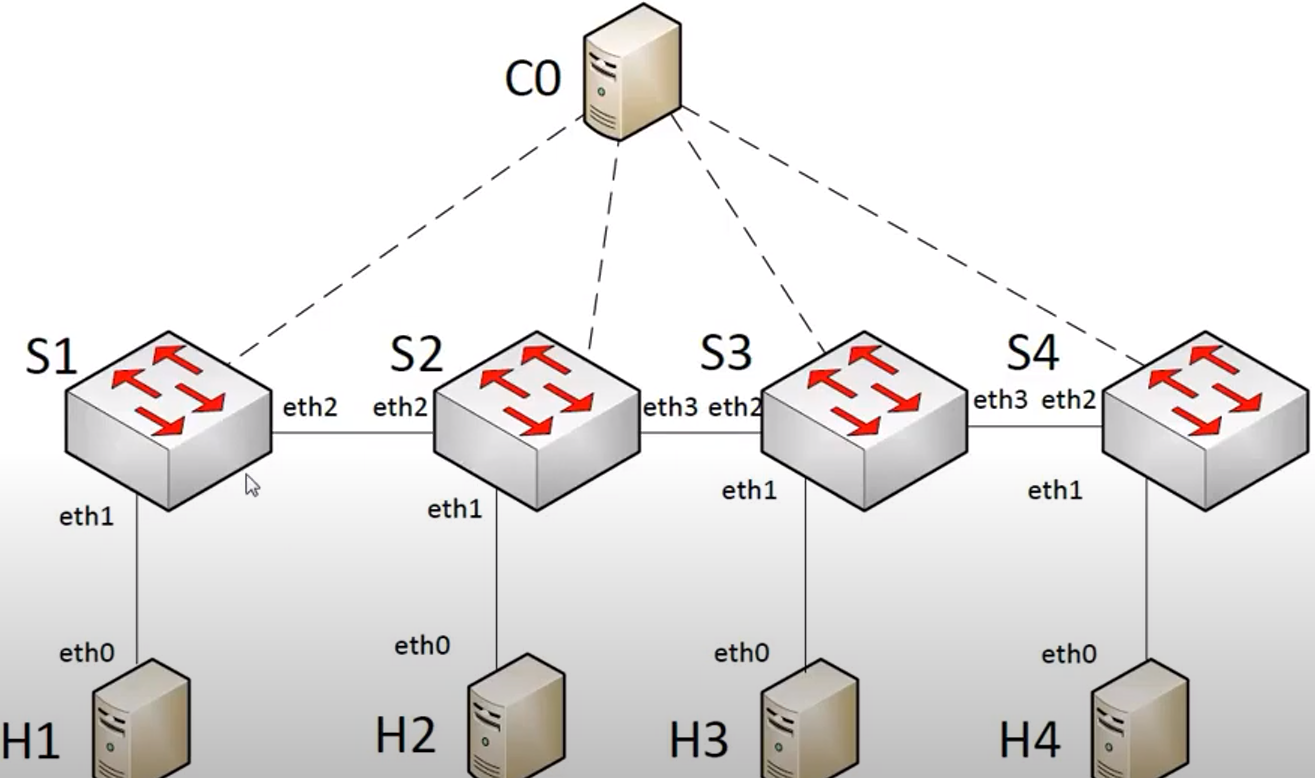 C0
S1
S2
S3
S4
eth2
eth2
eth3
eth2
eth3
eth2
eth1
eth1
eth1
eth1
eth0
eth0
eth0
eth0
H1
H2
H3
H4